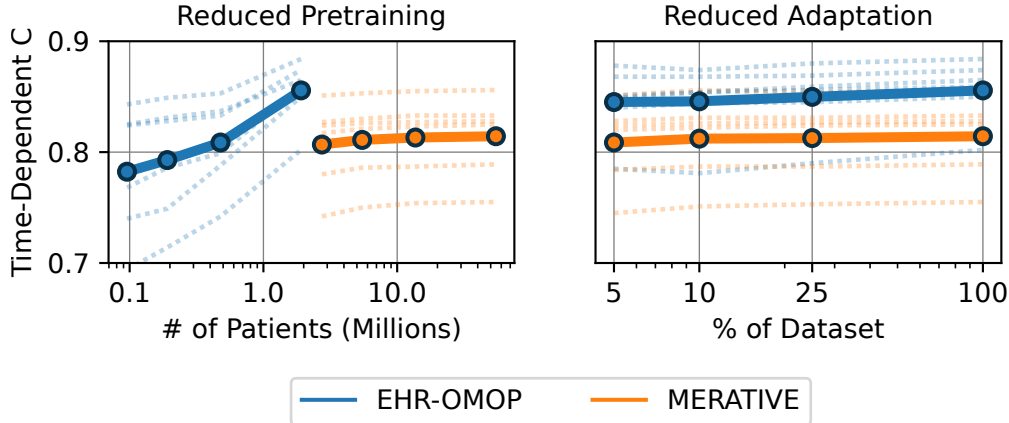 Reduced Pretraining
Reduced Adaptation
Time-Dependent C
0.9
0.8
0.7
0.1
1.0
10.0
5
10
25
100
# of Patients (Millions)
% of Dataset
EHR-OMOP
MERATIVE